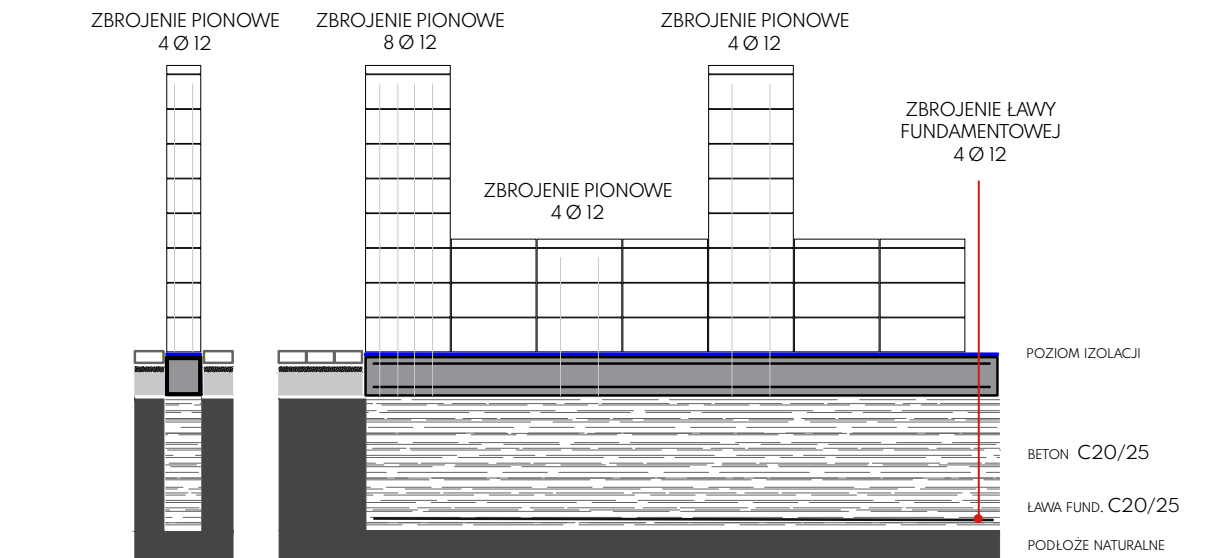 ZBROJENIE PIONOWE
4 Ø 12
ZBROJENIE PIONOWE
8 Ø 12
ZBROJENIE PIONOWE
4 Ø 12
ZBROJENIE ŁAWY
FUNDAMENTOWEJ
4 Ø 12
ZBROJENIE PIONOWE
4 Ø 12
POZIOM IZOLACJI
BETON C20/25
ŁAWA FUND. C20/25
PODŁOŻE NATURALNE